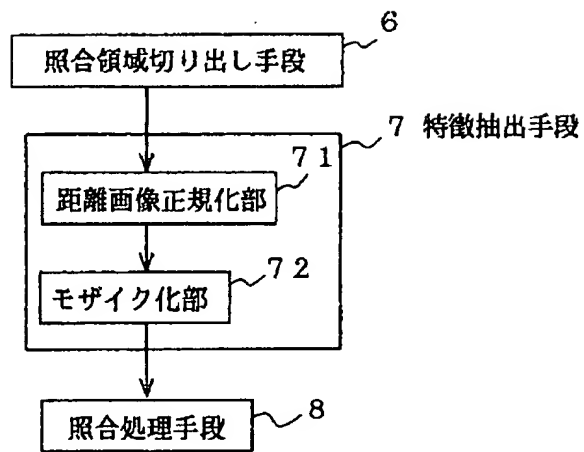 6
照合領域切り出し手段
7 特徴抽出手段
71
距離画像正規化部
72
モザイク化部
8
照合処理手段